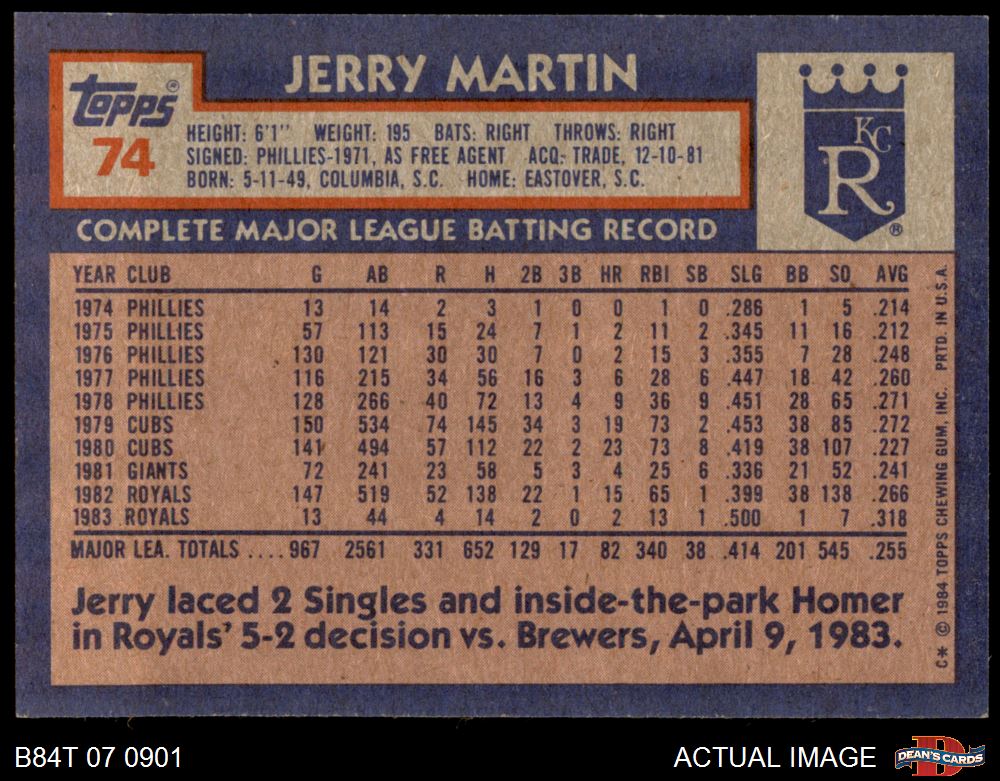 JERRY MARTIN
Topps®
74
HEIGHT: 6'1" WEIGHT: 195 BATS: RIGHT THROWS: RIGHT
SIGNED: PHILLIES-1971, AS FREE AGENT ACQ: TRADE, 12-10-81
BORN: 5-11-49, COLUMBIA, S.C. HOME: EASTOVER, S.C.
KC
R
®
COMPLETE MAJOR LEAGUE BATTING RECORD
YEAR CLUB G AB R H 2B 3B HR RBI SB SLG BB SO AVG
1974 PHILLIES 13 14 2 3 1 0 0 1 0 .286 1 5 .214
1975 PHILLIES 57 113 15 24 7 1 2 11 2 .345 11 16 .212
1976 PHILLIES 130 121 30 30 7 0 2 15 3 .355 7 28 .248
1977 PHILLIES 116 215 34 56 16 3 6 28 6 .447 18 42 .260
1978 PHILLIES 128 266 40 72 13 4 9 36 9 .451 28 65 .271
1979 CUBS 150 534 74 145 34 3 19 73 2 .453 38 85 .272
1980 CUBS 141 494 57 112 22 2 23 73 8 .419 38 107 .227
1981 GIANTS 72 241 23 58 5 3 4 25 6 .336 21 52 .241
1982 ROYALS 147 519 52 138 22 1 15 65 1 .399 38 138 .266
1983 ROYALS 13 44 4 14 2 0 2 13 1 .500 1 7 .318
MAJOR LEA. TOTALS .... 967 2561 331 652 129 17 82 340 38 .414 201 545 .255
Jerry laced 2 Singles and inside-the-park Homer
in Royals' 5-2 decision vs. Brewers, April 9, 1983.
C* © 1984 TOPPS CHEWING GUM, INC. PRTD. IN U.S.A.
B84T 07 0901
ACTUAL IMAGE
D
DEAN'S CARDS